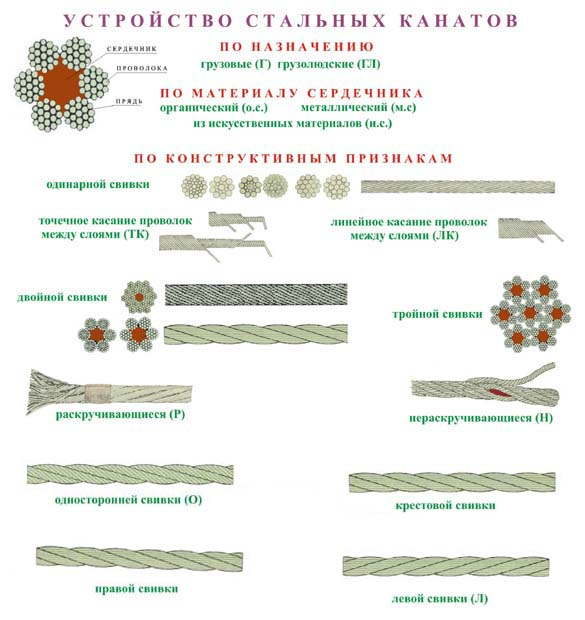 УСТРОЙСТВО СТАЛЬНЫХ КАНАТОВ
СЕРДЕЧНИК
ПРОВОЛОКА
ПРЯДЬ
ПО НАЗНАЧЕНИЮ
грузовые (Г) грузолюдские (ГЛ)
ПО МАТЕРИАЛУ СЕРДЕЧНИКА
органический (о.с.) металлический (м.с)
из искусственных материалов (и.с.)
ПО КОНСТРУКТИВНЫМ ПРИЗНАКАМ
одинарной свивки
точечное касание проволок
между слоями (ТК)
линейное касание проволок
между слоями (ЛК)
двойной свивки
тройной свивки
раскручивающиеся (Р)
нераскручивающиеся (Н)
односторонней свивки (О)
крестовой свивки
правой свивки
левой свивки (Л)